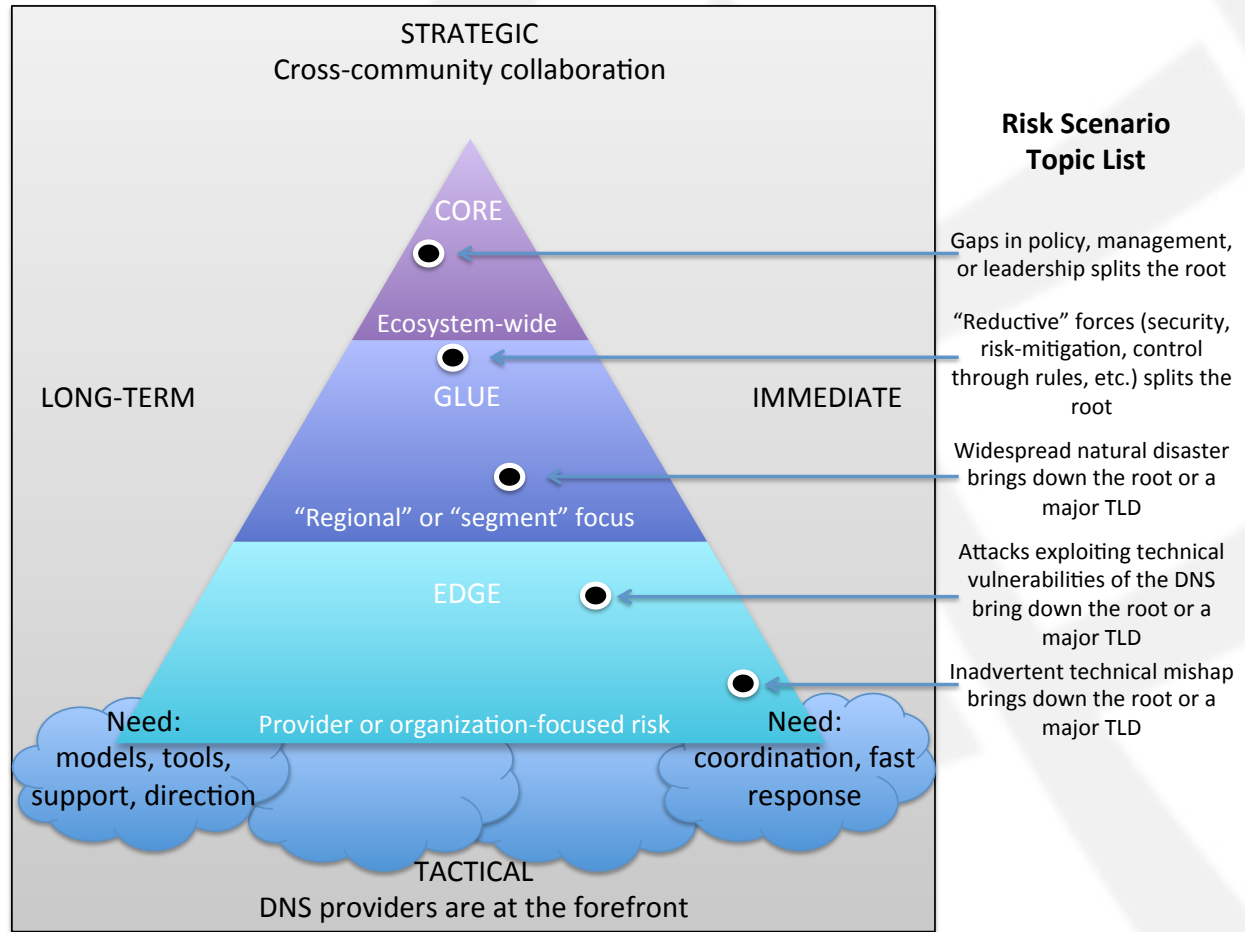 STRATEGIC
Cross-community collaboration
Risk Scenario
Topic List
CORE
Gaps in policy, management,
or leadership splits the root
Ecosystem-wide
“Reductive” forces (security,
risk-mitigation, control
through rules, etc.) splits the
root
LONG-TERM
GLUE
IMMEDIATE
Widespread natural disaster
brings down the root or a
major TLD
“Regional” or “segment” focus
Attacks exploiting technical
vulnerabilities of the DNS
bring down the root or a
major TLD
EDGE
Inadvertent technical mishap
brings down the root or a
major TLD
Provider or organization-focused risk
Need:
models, tools,
support, direction
Need:
coordination, fast
response
TACTICAL
DNS providers are at the forefront